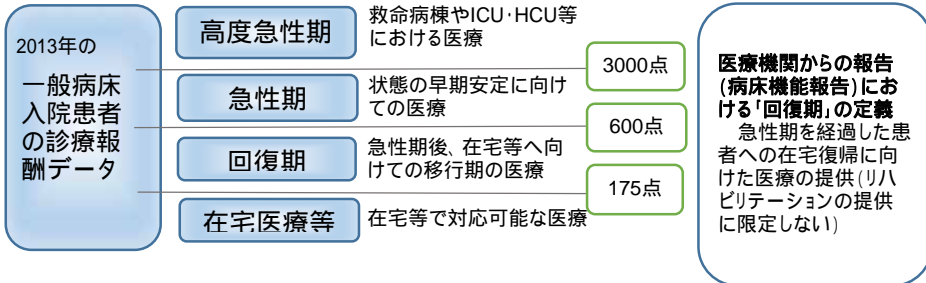 2013年の
一般病床
入院患者
の診療報
酬データ
高度急性期
救命病棟やICU･HCU等
における医療
3000点
急性期
状態の早期安定に向け
ての医療
600点
回復期
急性期後、在宅等へ向
けての移行期の医療
175点
在宅医療等
在宅等で対応可能な医療
医療機関からの報告
(病床機能報告)にお
ける｢回復期｣の定義
急性期を経過した患
者への在宅復帰に向
けた医療の提供(リハ
ビリテーションの提供
に限定しない)